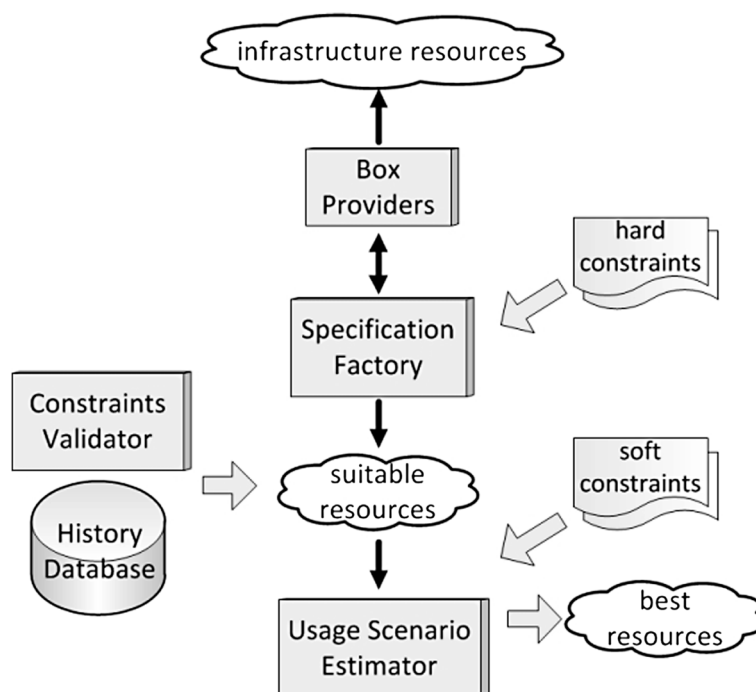 infrastructure resources
Box
Providers
hard
constraints
Specification
Factory
Constraints
Validator
suitable
resources
soft
constraints
History
Database
Usage Scenario
Estimator
best
resources